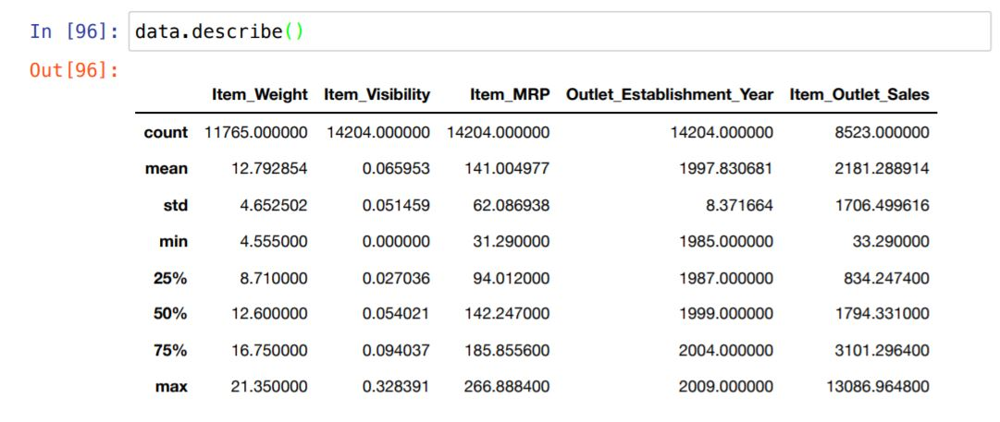 In [96]: data.describe()
Out[96]:
Item_Weight Item_Visibility Item_MRP Outlet_Establishment_Year Item_Outlet_Sales
count 11765.000000 14204.000000 14204.000000 14204.000000 8523.000000
mean 12.792854 0.065953 141.004977 1997.830681 2181.288914
std 4.652502 0.051459 62.086938 8.371664 1706.499616
min 4.555000 0.000000 31.290000 1985.000000 33.290000
25% 8.710000 0.027036 94.012000 1987.000000 834.247400
50% 12.600000 0.054021 142.247000 1999.000000 1794.331000
75% 16.750000 0.094037 185.855600 2004.000000 3101.296400
max 21.350000 0.328391 266.888400 2009.000000 13086.964800